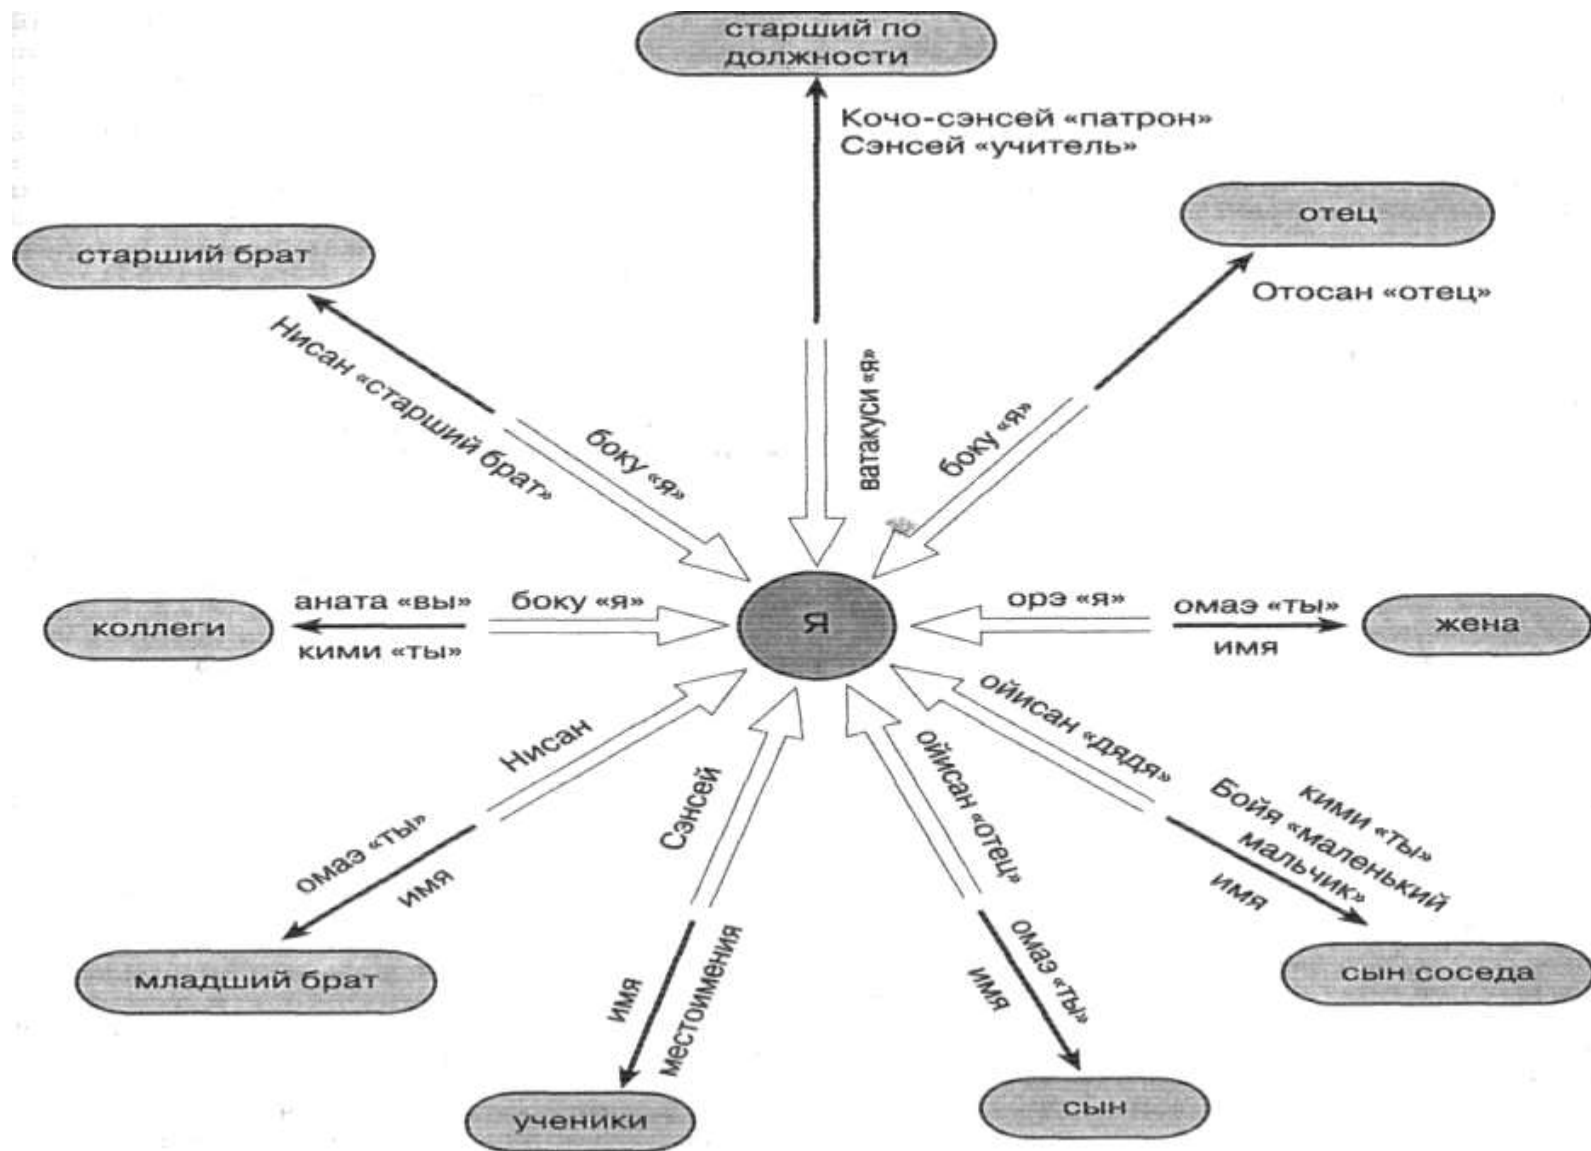 старший по
должности
Кочо-сэнсей «патрон»
Сэнсей «учитель»
отец
Отосан «отец»
старший брат
Нисан «старший брат»
боку «я»
ватакуси «я»
боку «я»
коллеги
аната «вы»
кими «ты»
боку «я»
Я
орэ «я»
омаэ «ты»
имя
жена
Нисан
омаэ «ты»
имя
младший брат
Сэнсей
имя
местоимения
ученики
ойисан «отец»
омаэ «ты»
имя
сын
ойисан «дядя»
кими «ты»
Бойя «маленький
мальчик»
имя
сын соседа